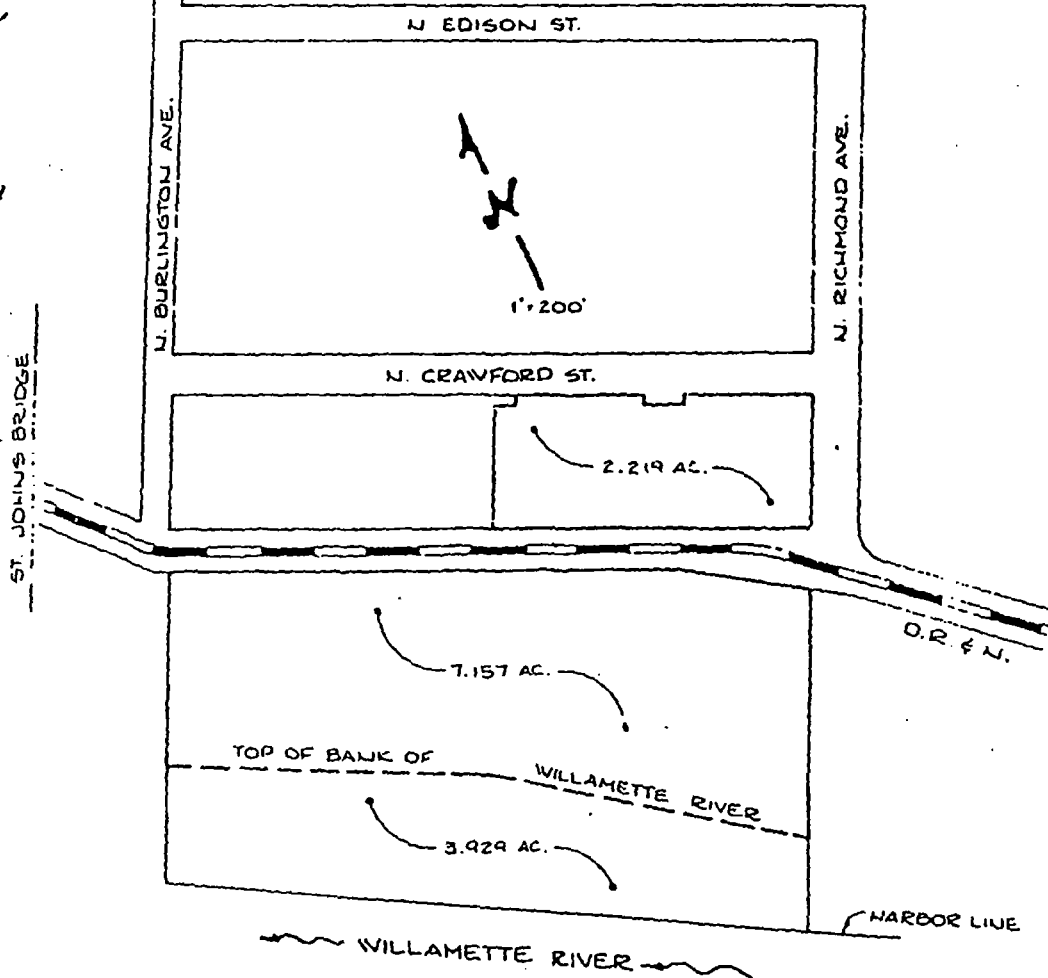 N EDISON ST.
N. BURLINGTON AVE.
N. RICHMOND AVE.
N
1"=200'
N. CRAWFORD ST.
ST. JOHNS BRIDGE
2.219 AC.
O.R. & N.
7.157 AC.
TOP OF BANK OF WILLAMETTE RIVER
3.929 AC.
HARBOR LINE
WILLAMETTE RIVER